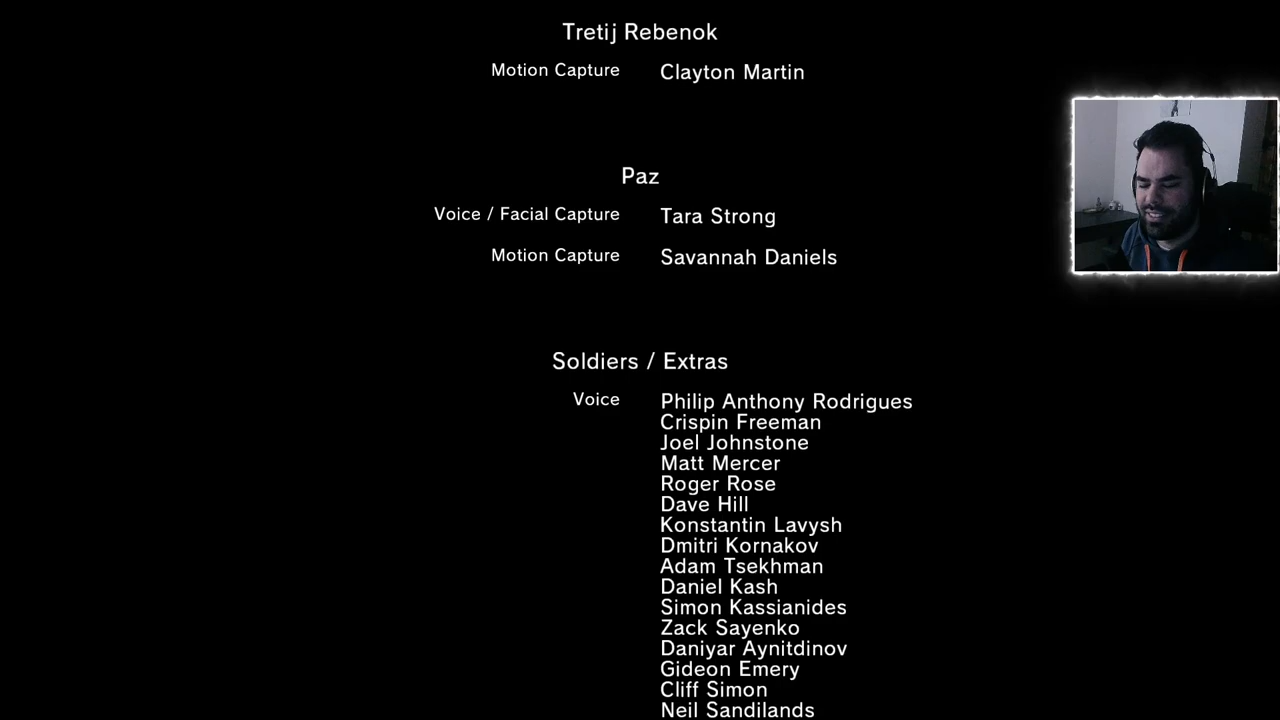 Tretij Rebenok
Motion Capture Clayton Martin
Paz
Voice / Facial Capture Tara Strong
Motion Capture Savannah Daniels
Soldiers / Extras
Voice Philip Anthony Rodrigues
Crispin Freeman
Joel Johnstone
Matt Mercer
Roger Rose
Dave Hill
Konstantin Lavysh
Dmitri Kornakov
Adam Tsekhman
Daniel Kash
Simon Kassianides
Zack Sayenko
Daniyar Aynitdinov
Gideon Emery
Cliff Simon
Neil Sandilands